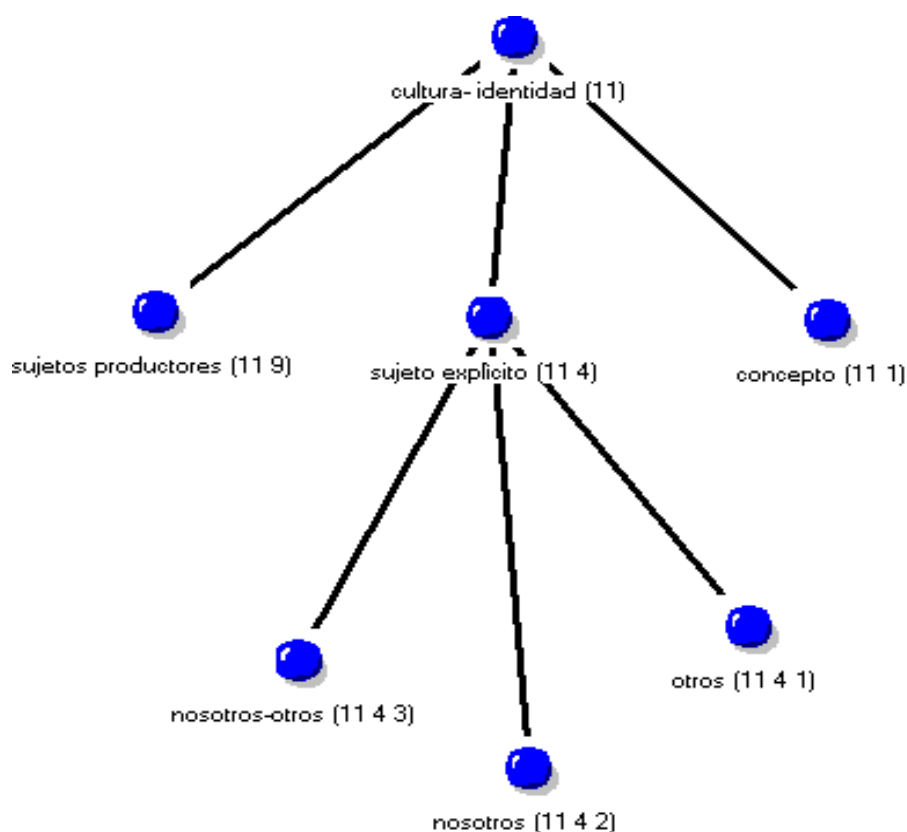 cultura- identidad (11)
sujetos productores (11 9)
sujeto explícito (11 4)
concepto (11 1)
nosotros-otros (11 4 3)
otros (11 4 1)
nosotros (11 4 2)